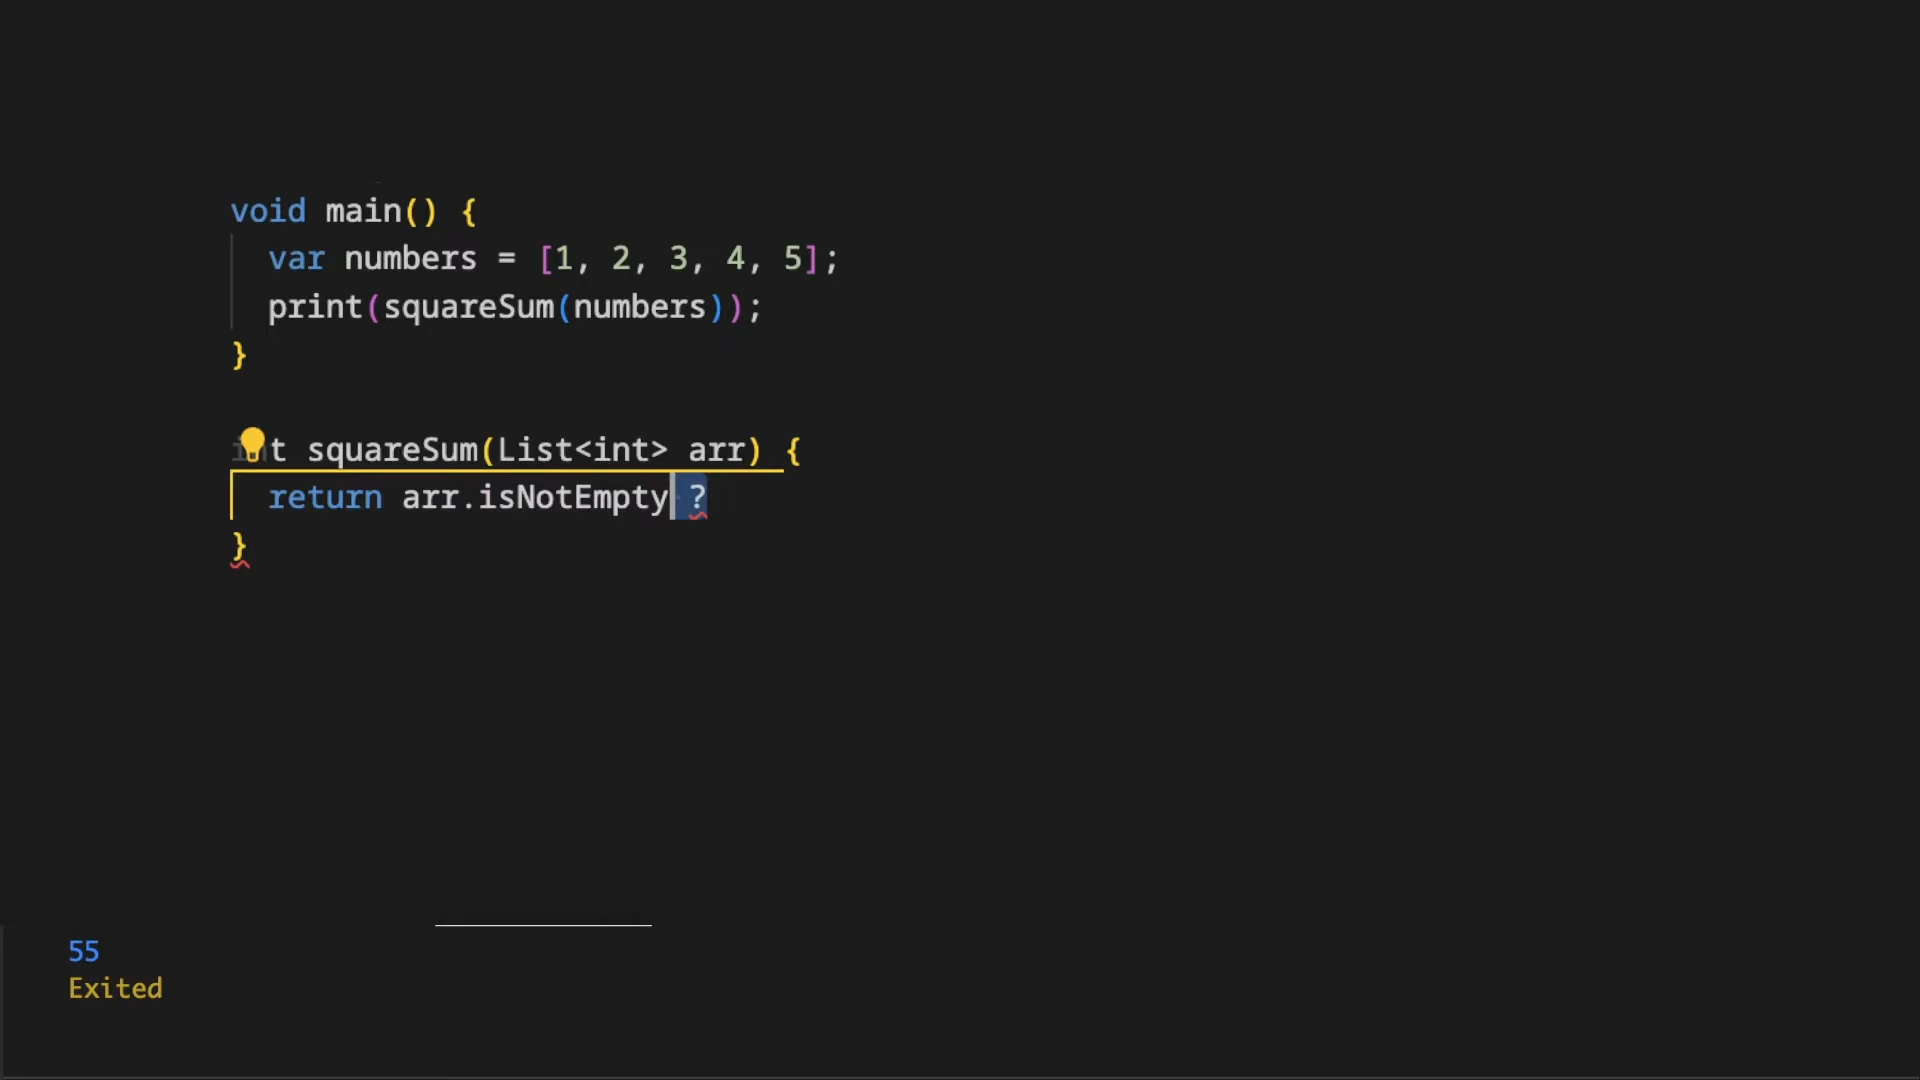 void main() {
  var numbers = [1, 2, 3, 4, 5];
  print(squareSum(numbers));
}
int squareSum(List<int> arr) {
  return arr.isNotEmpty ?
}
55
Exited